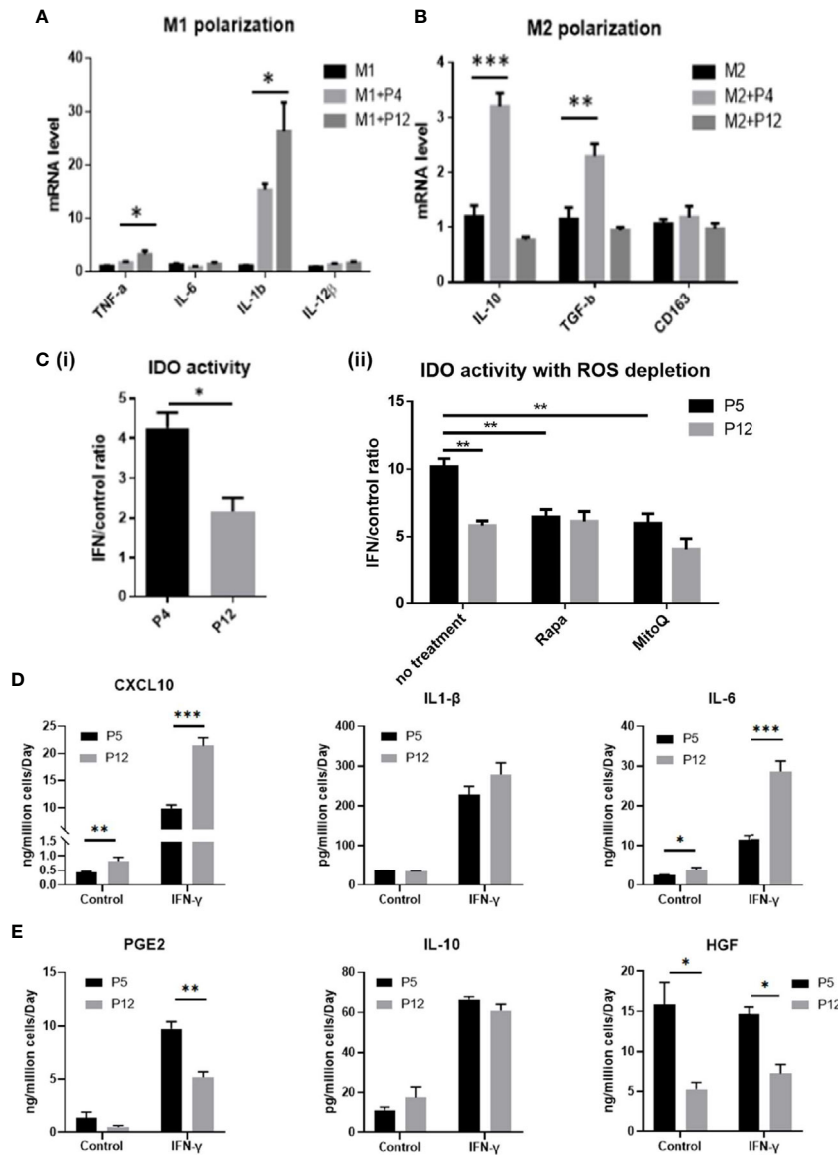 A
M1 polarization
mRNA level
40
30
20
10
0
*
*
M1
M1+P4
M1+P12
TNF-a
IL-6
IL-1b
IL-12β
B
M2 polarization
mRNA level
4
3
2
1
0
***
**
M2
M2+P4
M2+P12
IL-10
TGF-b
CD163
C (i)
IDO activity
IFN/control ratio
5
4
3
2
1
0
*
P4
P12
(ii)
IDO activity with ROS depletion
IFN/control ratio
15
10
5
0
**
**
**
P5
P12
no treatment
Rapa
MitoQ
D
CXCL10
ng/million cells/Day
25
20
15
10
5
1.5
1.0
0.5
0.0
P5
P12
**
***
Control
IFN-γ
IL1-β
pg/million cells/Day
400
300
200
100
0
P5
P12
Control
IFN-γ
IL-6
ng/million cells/Day
40
30
20
10
0
P5
P12
*
***
Control
IFN-γ
E
PGE2
ng/million cells/Day
15
10
5
0
P5
P12
**
Control
IFN-γ
IL-10
pg/million cells/Day
80
60
40
20
0
P5
P12
Control
IFN-γ
HGF
ng/million cells/Day
20
15
10
5
0
*
*
P5
P12
Control
IFN-γ